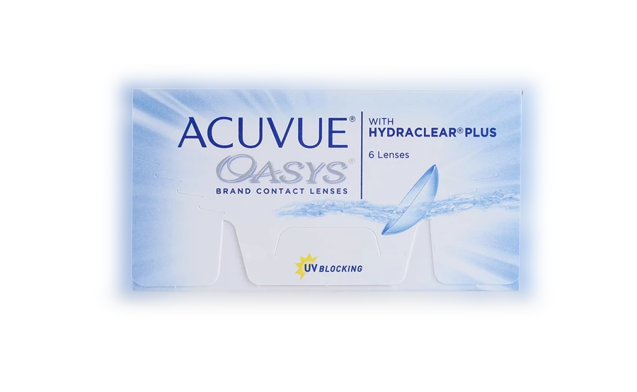 ACUVUE®
OASYS®
BRAND CONTACT LENSES
WITH
HYDRACLEAR® PLUS
6 Lenses
UV BLOCKING